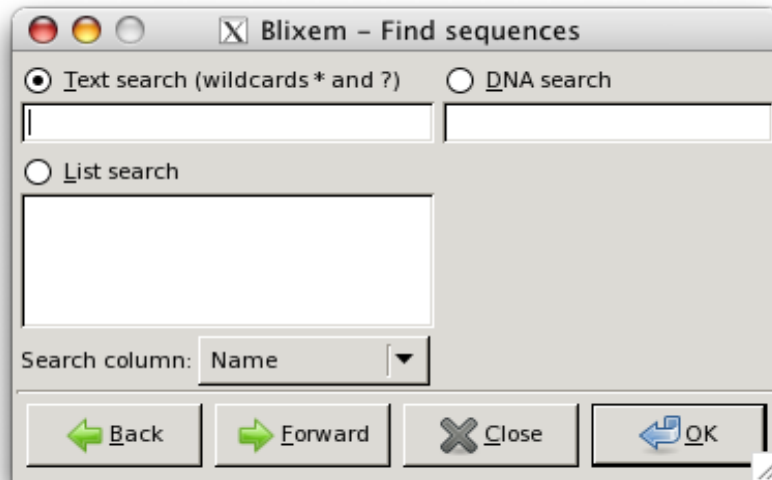 Blixem – Find sequences
Text search (wildcards * and ?) DNA search
List search
Search column: Name
Back Forward Close OK